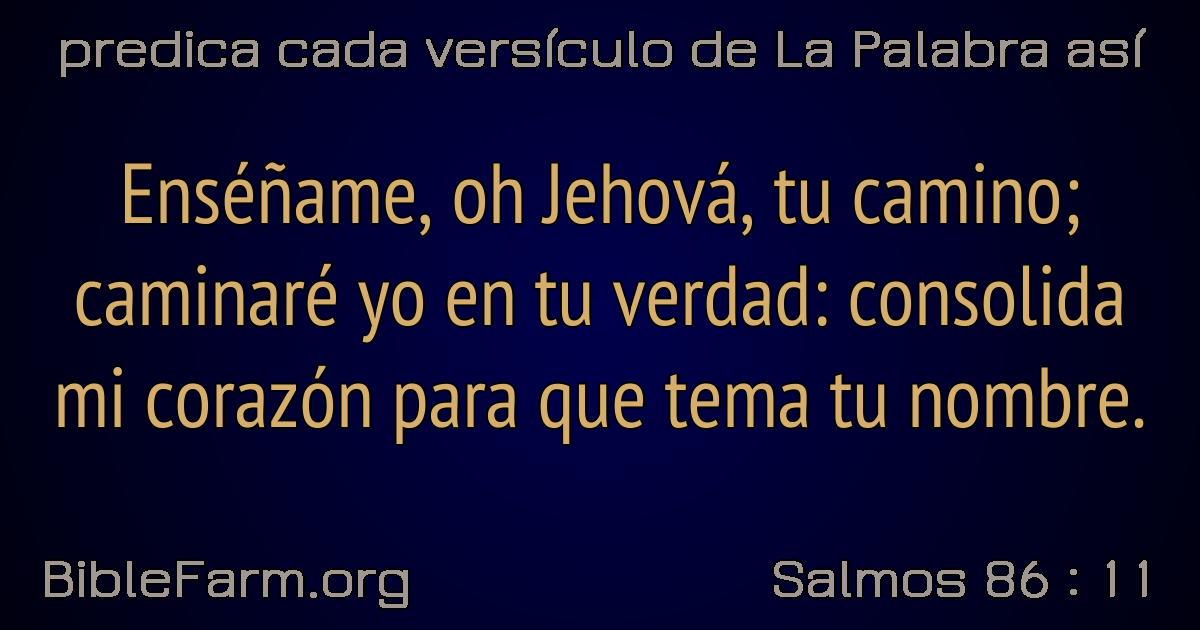 predica cada versículo de La Palabra así
Enséñame, oh Jehová, tu camino;
caminaré yo en tu verdad: consolida
mi corazón para que tema tu nombre.
BibleFarm.org
Salmos 86 : 11